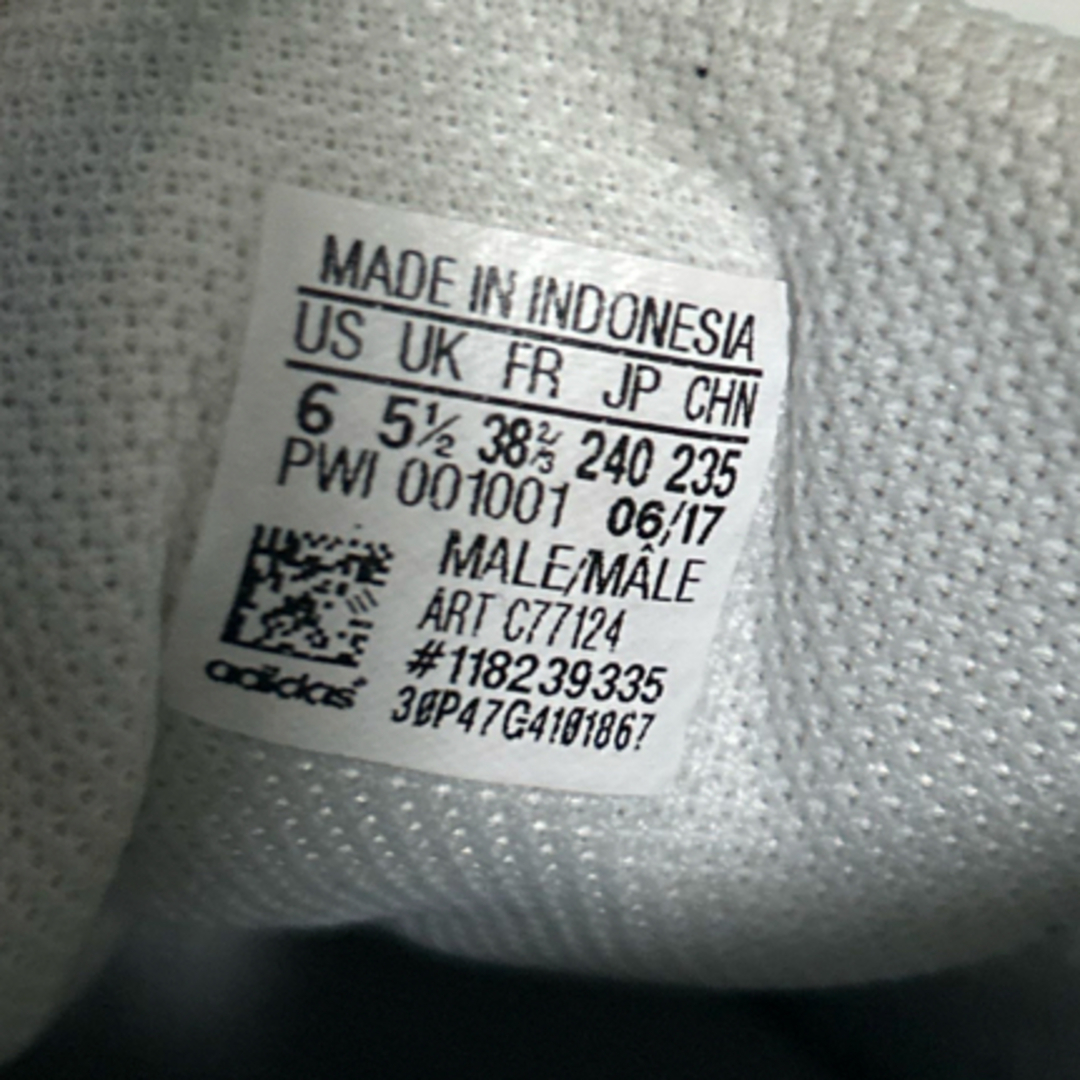 MADE IN INDONESIA
US UK FR JP CHN
6 5½ 38⅔ 240 235
PWI 001001 06/17
MALE/MÂLE
ART C77124
#118239335
adidas
30P47G4101867